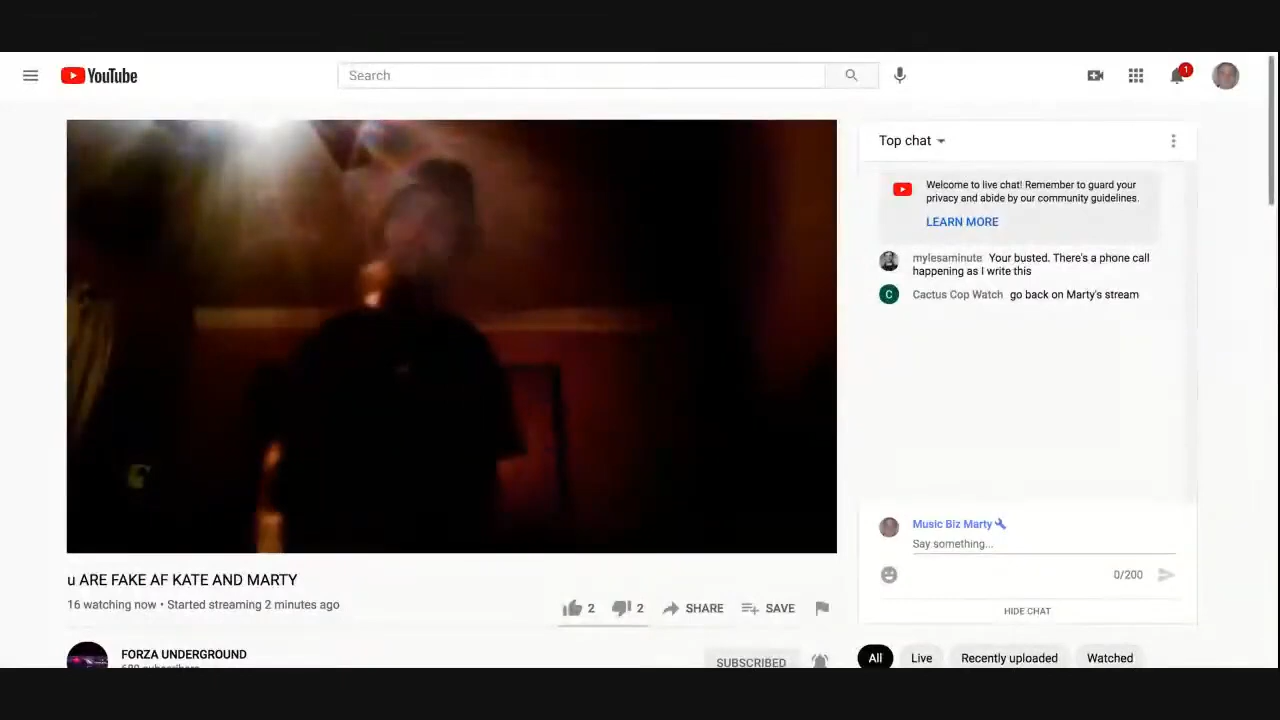 YouTube
Search
1
Top chat
Welcome to live chat! Remember to guard your
privacy and abide by our community guidelines.
LEARN MORE
mylesaminute Your busted. There's a phone call
happening as I write this
C
Cactus Cop Watch go back on Marty's stream
Music Biz Marty
Say something...
0/200
HIDE CHAT
u ARE FAKE AF KATE AND MARTY
16 watching now • Started streaming 2 minutes ago
2
2
SHARE
SAVE
FORZA UNDERGROUND
SUBSCRIBED
All
Live
Recently uploaded
Watched